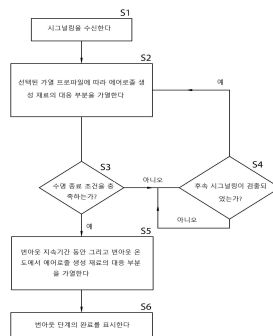 S1
시그널링을 수신한다
S2
선택된 가열 프로파일에 따라 에어로졸 생
성 재료의 대응 부분을 가열한다
예
S3
수명 종료 조건을 충
족하는가?
아니오
S4
후속 시그널링이 검출되
었는가?
아니오
예
S5
번아웃 지속기간 동안 그리고 번아웃 온
도에서 에어로졸 생성 재료의 대응 부분
을 가열한다
S6
번아웃 단계의 완료를 표시한다